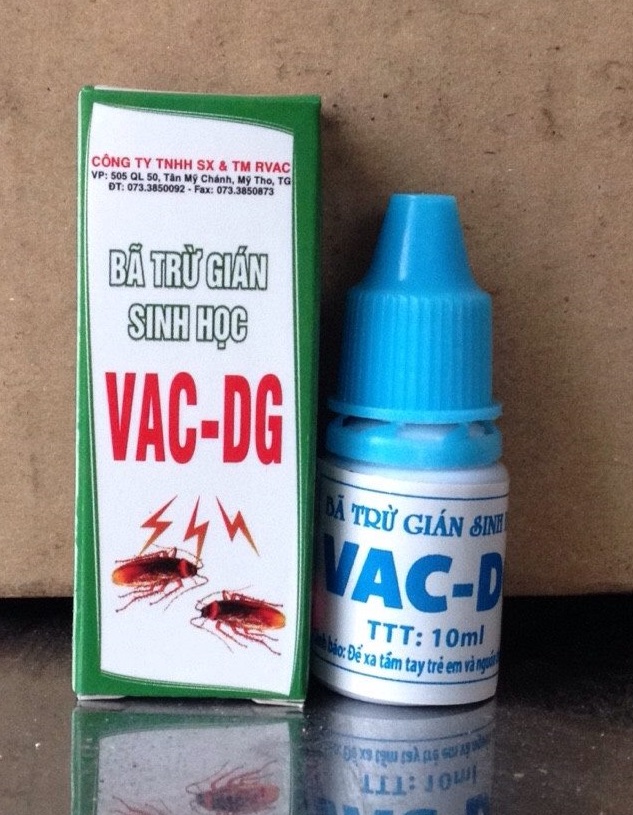 CÔNG TY TNHH SX & TM RVAC
VP: 505 QL 50, Tân Mỹ Chánh, Mỹ Tho, TG
ĐT: 073.3850092 - Fax: 073.3850873
BÃ TRỪ GIÁN
SINH HỌC
VAC-DG
BÃ TRỪ GIÁN SINH
VAC-D
TTT: 10ml
báo: Để xa tầm tay trẻ em và người